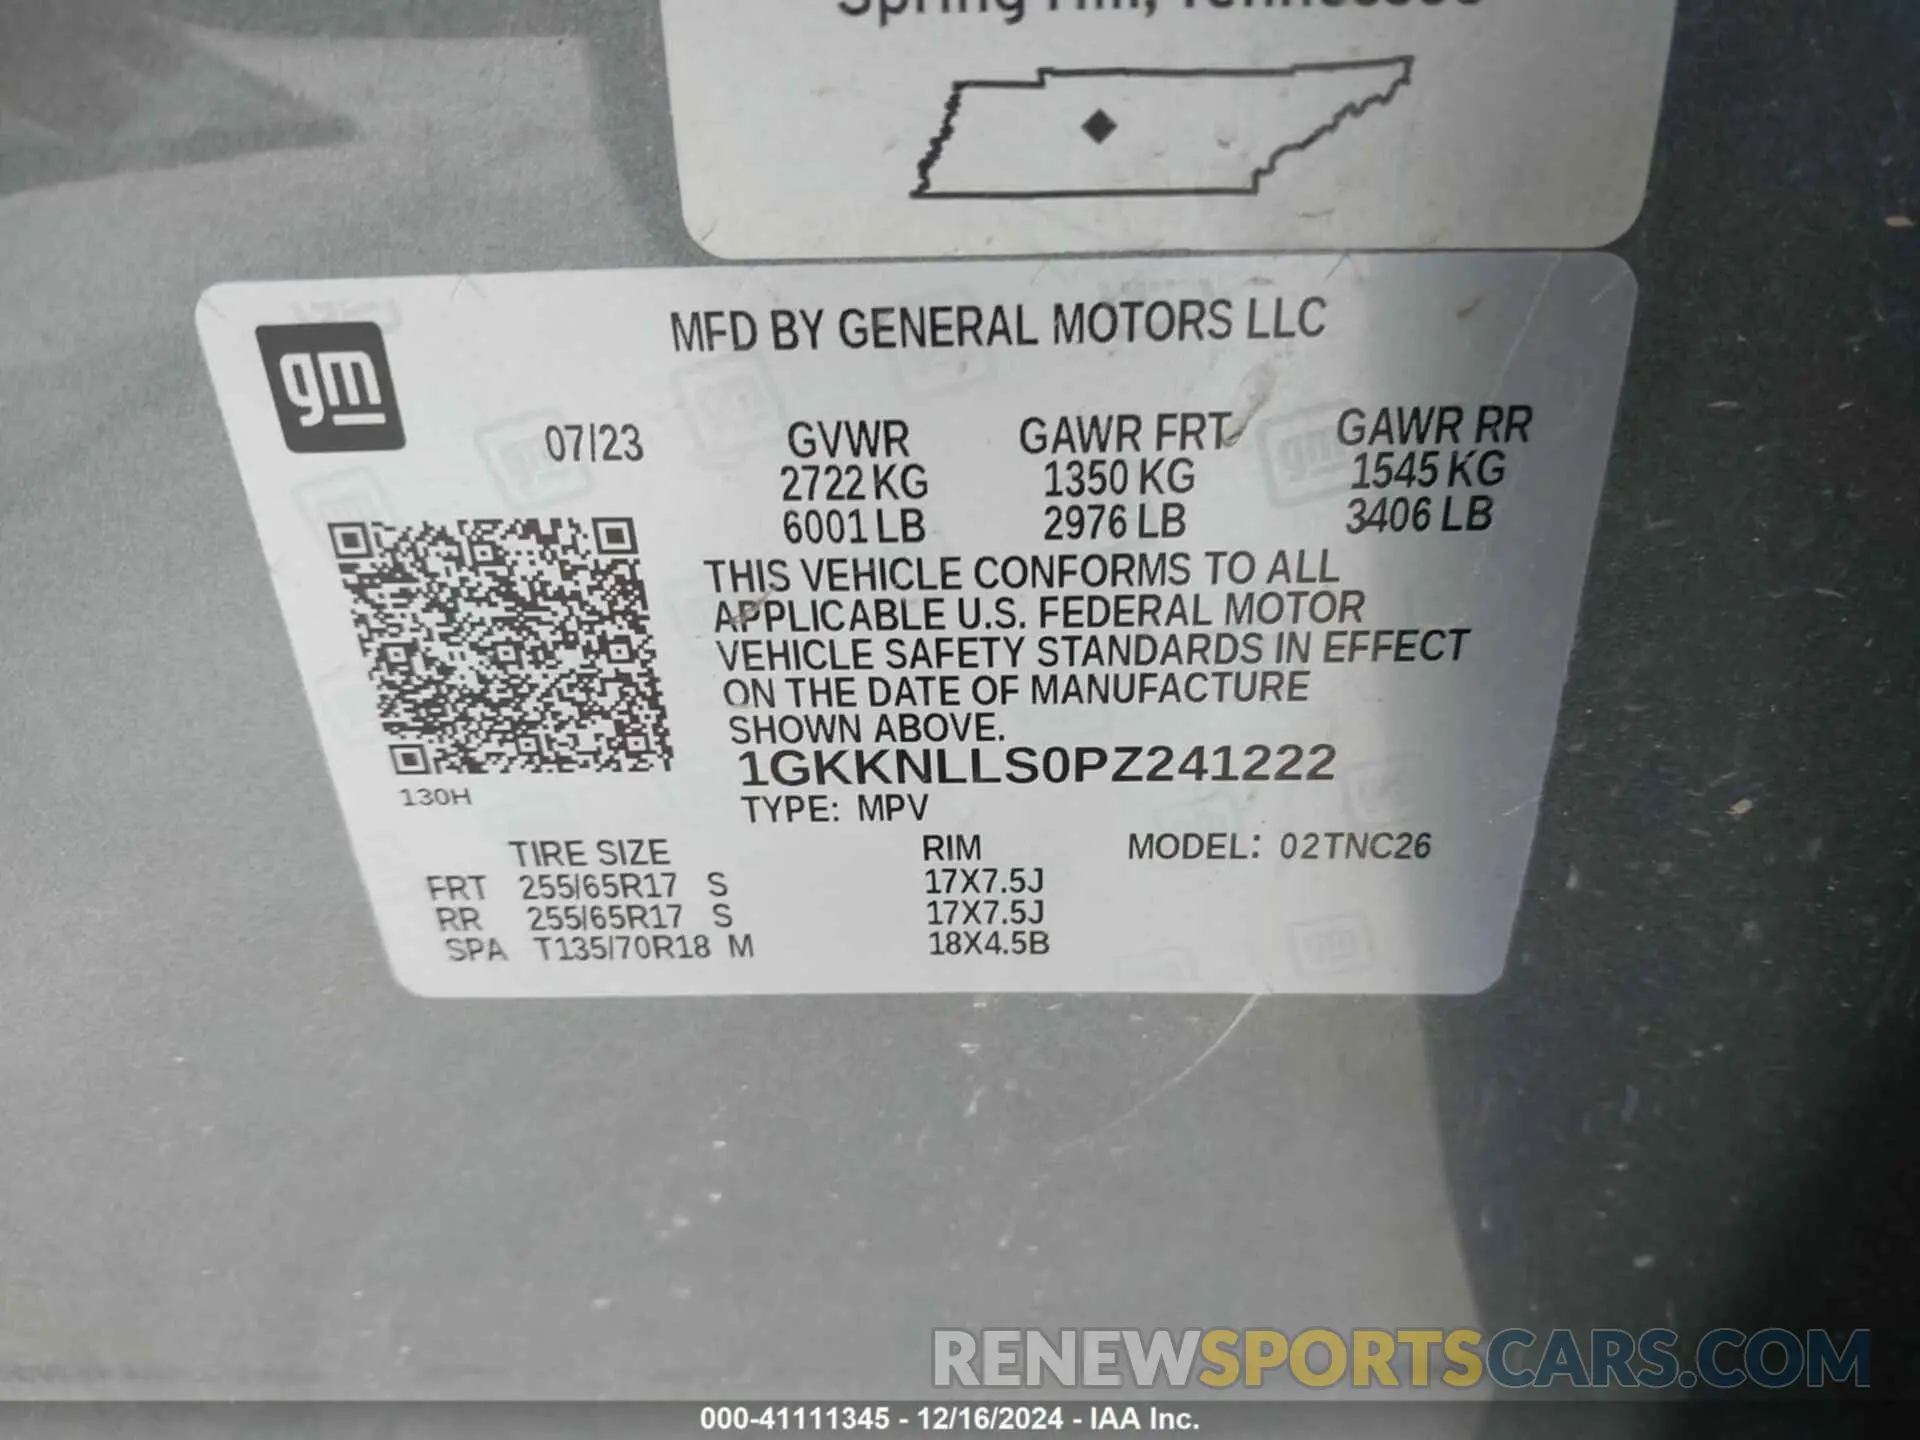 Spring Hill, Tennessee
gm
MFD BY GENERAL MOTORS LLC
07/23 GVWR GAWR FRT GAWR RR
2722 KG 1350 KG 1545 KG
6001 LB 2976 LB 3406 LB
THIS VEHICLE CONFORMS TO ALL
APPLICABLE U.S. FEDERAL MOTOR
VEHICLE SAFETY STANDARDS IN EFFECT
ON THE DATE OF MANUFACTURE
SHOWN ABOVE.
1GKKNLLS0PZ241222
130H
TYPE: MPV
TIRE SIZE RIM MODEL: 02TNC26
FRT 255/65R17 S 17X7.5J
RR 255/65R17 S 17X7.5J
SPA T135/70R18 M 18X4.5B
RENEWSPORTSCARS.COM
000-41111345 - 12/16/2024 - IAA Inc.